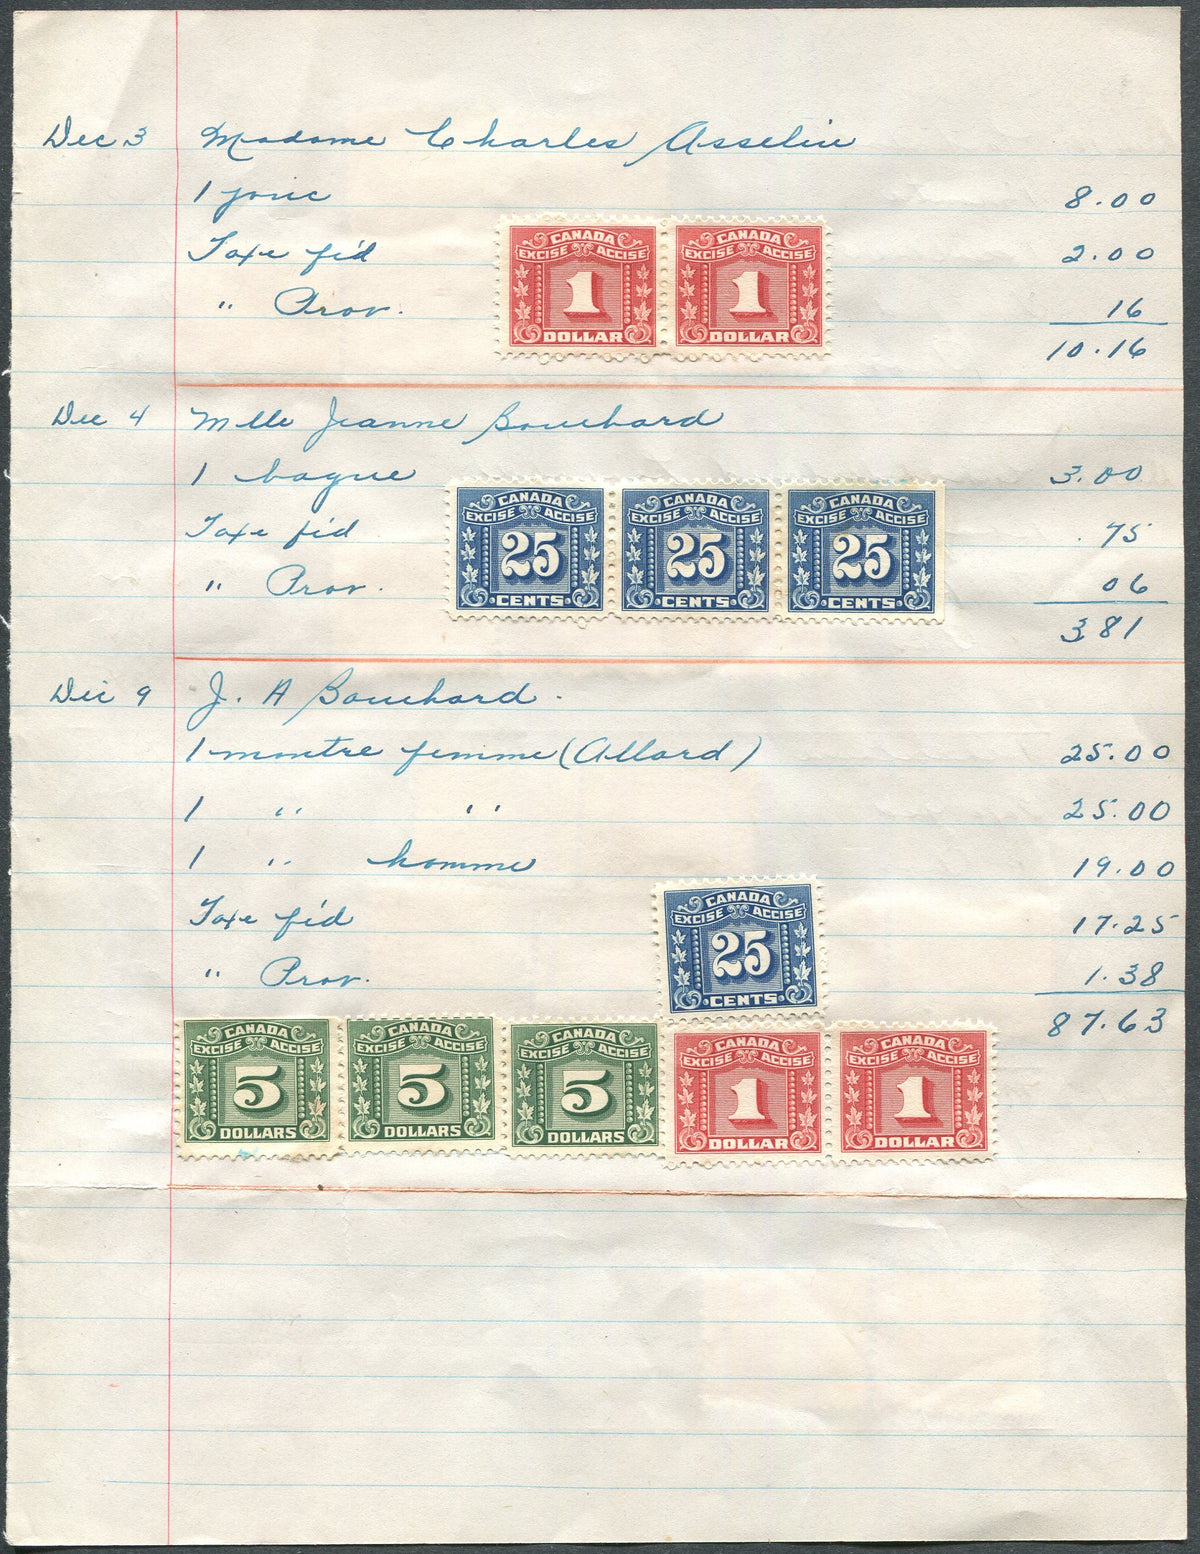 Dec 3 Madame Charles Asselin
1 jonc 8.00
Taxe féd 2.00
" Prov. 16
10.16
CANADA CANADA
EXCISE ACCISE EXCISE ACCISE
1 1
DOLLAR DOLLAR
Dec 4 Mlle Jeanne Bouchard
1 bague 3.00
Taxe féd .75
" Prov. 06
3 81
CANADA CANADA CANADA
EXCISE ACCISE EXCISE ACCISE EXCISE ACCISE
25 25 25
CENTS CENTS CENTS
Dec 9 J. A Bouchard.
1 montre femme (Allard) 25.00
1 " " 25.00
1 " homme 19.00
Taxe féd 17.25
" Prov. 1.38
87.63
CANADA
EXCISE ACCISE
25
CENTS
CANADA CANADA CANADA CANADA CANADA
EXCISE ACCISE EXCISE ACCISE EXCISE ACCISE EXCISE ACCISE EXCISE ACCISE
5 5 5 1 1
DOLLARS DOLLARS DOLLARS DOLLAR DOLLAR